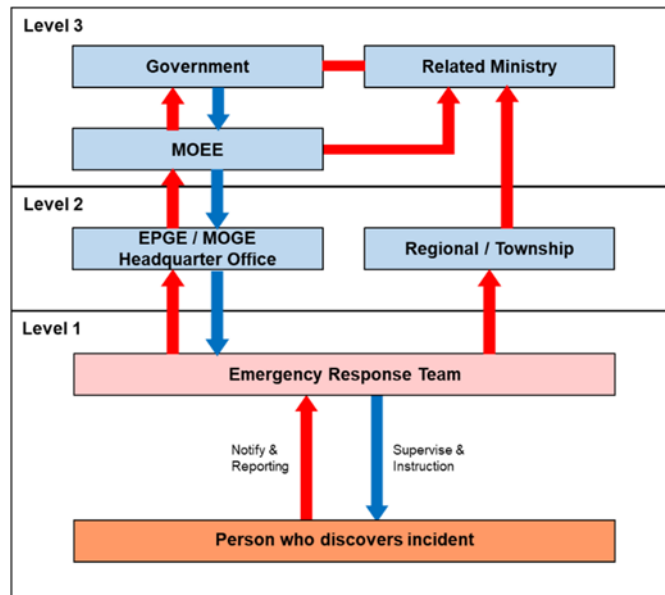 Level 3
Government
Related Ministry
MOEE
Level 2
EPGE / MOGE
Headquarter Office
Regional / Township
Level 1
Emergency Response Team
Notify &
Reporting
Supervise &
Instruction
Person who discovers incident